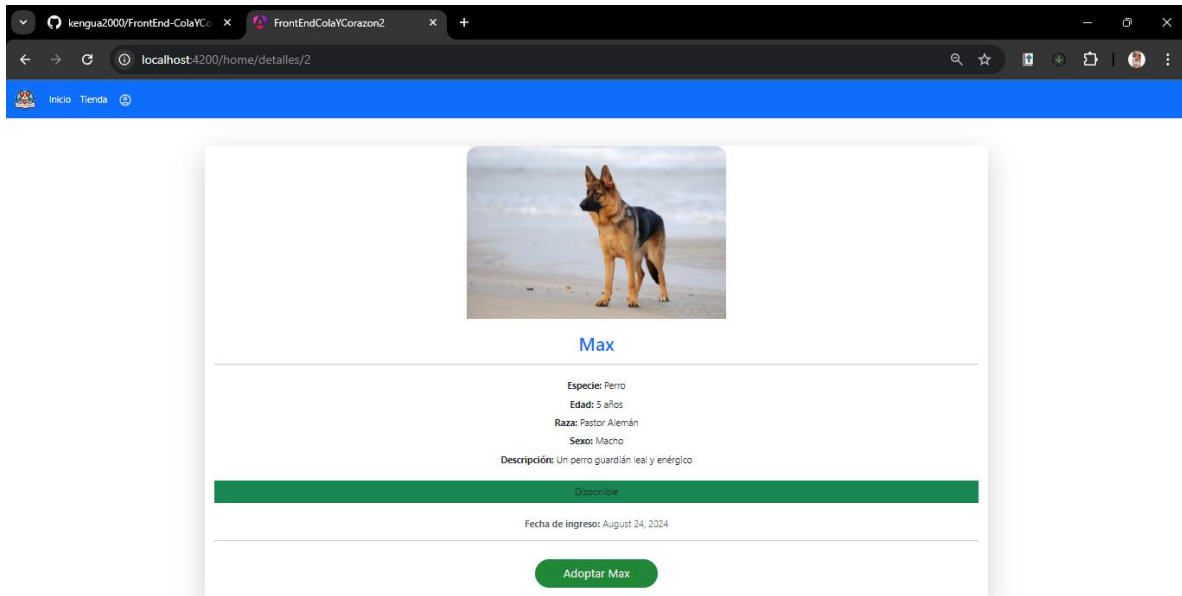 kengua2000/FrontEnd-ColaYCo
FrontEndColaYCorazon2
localhost:4200/home/detalles/2
Inicio Tienda
Max
Especie: Perro
Edad: 5 años
Raza: Pastor Alemán
Sexo: Macho
Descripción: Un perro guardián leal y enérgico
Disponible
Fecha de ingreso: August 24, 2024
Adoptar Max